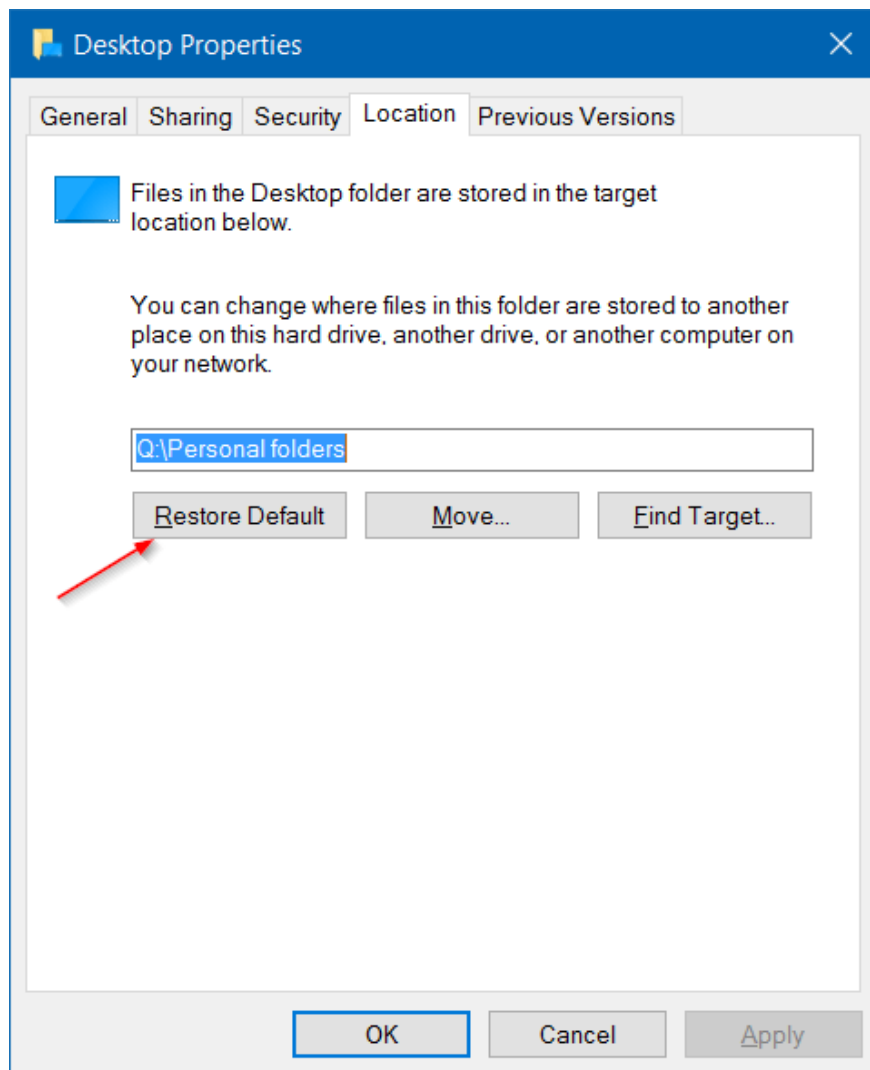 Desktop Properties
General Sharing Security Location Previous Versions
Files in the Desktop folder are stored in the target
location below.
You can change where files in this folder are stored to another
place on this hard drive, another drive, or another computer on
your network.
Q:\Personal folders
Restore Default Move... Find Target...
OK Cancel Apply